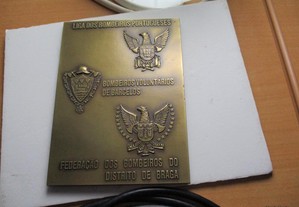 LIGA DOS BOMBEIROS PORTUGUESES
BOMBEIROS VOLUNTÁRIOS
DE BARCELOS
FEDERAÇÃO DOS BOMBEIROS DO
DISTRITO DE BRAGA